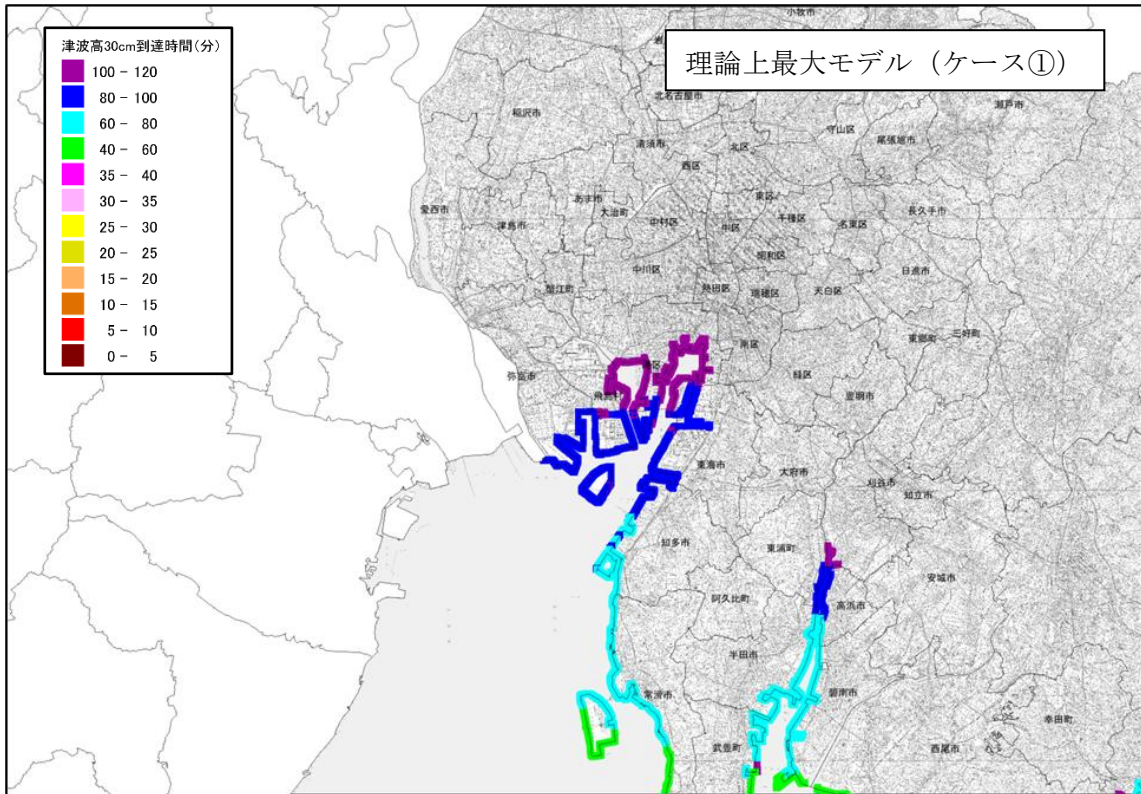 津波高30cm到達時間(分)
100 - 120
80 - 100
60 - 80
40 - 60
35 - 40
30 - 35
25 - 30
20 - 25
15 - 20
10 - 15
5 - 10
0 - 5
理論上最大モデル（ケース①）
小牧市
北名古屋市
瀬戸市
稲沢市
守山区
尾張旭市
清須市
北区
西区
東区
あま市
愛西市
大治町
千種区
長久手市
津島市
中村区
中区
名東区
昭和区
中川区
日進市
蟹江町
熱田区
瑞穂区
天白区
三好町
東郷町
南区
弥富市
緑区
豊明市
東海市
大府市
刈谷市
知立市
知多市
東浦町
安城市
阿久比町
高浜市
半田市
常滑市
碧南市
幸田町
武豊町
西尾市